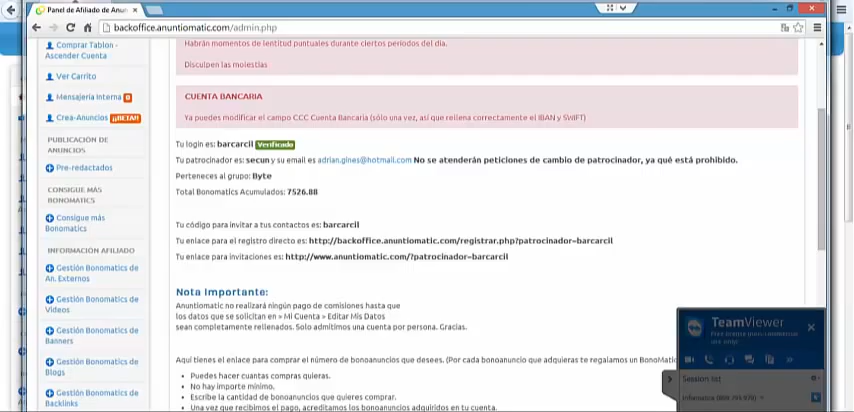 Panel de Afiliado de Anun
backoffice.anuntiomatic.com/admin.php
Comprar Tablon -
Ascender Cuenta
Ver Carrito
Mensajería Interna 0
Crea-Anuncios ¡¡BETA!!
PUBLICACIÓN DE
ANUNCIOS
Pre-redactados
CONSIGUE MÁS
BONOMATICS
Consigue más
Bonomatics
INFORMACIÓN AFILIADO
Gestión Bonomatics de
An. Externos
Gestión Bonomatics de
Videos
Gestión Bonomatics de
Banners
Gestión Bonomatics de
Blogs
Gestión Bonomatics de
Backlinks
Habrán momentos de lentitud puntuales durante ciertos periodos del día.
Disculpen las molestias
CUENTA BANCARIA
Ya puedes modificar el campo CCC Cuenta Bancaria (sólo una vez, así que rellena correctamente el IBAN y SWIFT)
Tu login es: barcarcil Verificado
Tu patrocinador es: secun y su email es adrian.gines@hotmail.com No se atenderán peticiones de cambio de patrocinador, ya qué está prohibido.
Perteneces al grupo: Byte
Total Bonomatics Acumulados: 7526.88
Tu código para invitar a tus contactos es: barcarcil
Tu enlace para el registro directo es: http://backoffice.anuntiomatic.com/registrar.php?patrocinador=barcarcil
Tu enlace para invitaciones es: http://www.anuntiomatic.com/?patrocinador=barcarcil
Nota Importante:
Anuntiomatic no realizará ningún pago de comisiones hasta que
los datos que se solicitan en > Mi Cuenta > Editar Mis Datos
sean completamente rellenados. Solo admitimos una cuenta por persona. Gracias.
Aquí tienes el enlace para comprar el número de bonoanuncios que desees. (Por cada bonoanuncio que adquieras te regalamos un BonoMatic
Puedes hacer cuantas compras quieras.
No hay importe mínimo.
Escribe la cantidad de bonoanuncios que quieres comprar.
Una vez que recibimos el pago, acreditamos los bonoanuncios adquiridos en tu cuenta.
TeamViewer
Session list